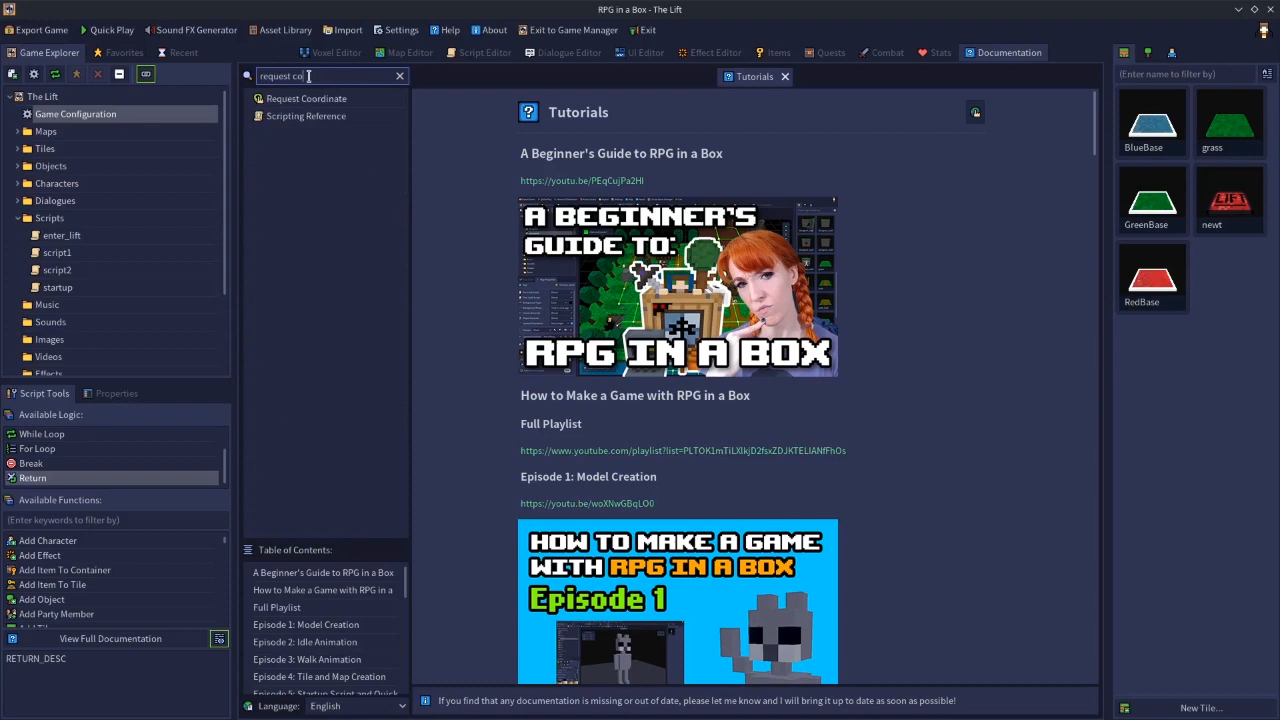 RPG in a Box - The Lift
Export Game
Quick Play
Sound FX Generator
Asset Library
Import
Settings
Help
About
Exit to Game Manager
Exit
Game Explorer
Favorites
Recent
Voxel Editor
Map Editor
Script Editor
Dialogue Editor
UI Editor
Effect Editor
Items
Quests
Combat
Stats
Documentation
The Lift
Game Configuration
Maps
Tiles
Objects
Characters
Dialogues
Scripts
enter_lift
script1
script2
startup
Music
Sounds
Images
Videos
Effects
Script Tools
Properties
Available Logic:
While Loop
For Loop
Break
Return
Available Functions:
(Enter keywords to filter by)
Add Character
Add Effect
Add Item To Container
Add Item To Tile
Add Object
Add Party Member
View Full Documentation
RETURN_DESC
request co
Request Coordinate
Scripting Reference
Table of Contents:
A Beginner's Guide to RPG in a Box
How to Make a Game with RPG in a
Full Playlist
Episode 1: Model Creation
Episode 2: Idle Animation
Episode 3: Walk Animation
Episode 4: Tile and Map Creation
Episode 5: Startup Script and Quick
Language:
English
Tutorials
Tutorials
A Beginner's Guide to RPG in a Box
https://youtu.be/PEqCujPa2HI
A BEGINNER'S
GUIDE TO:
RPG IN A BOX
How to Make a Game with RPG in a Box
Full Playlist
Episode 1: Model Creation
https://youtu.be/woXNwGBqLO0
HOW TO MAKE A GAME
WITH RPG IN A BOX
Episode 1
If you find that any documentation is missing or out of date, please let me know and I will bring it up to date as soon as possible!
(Enter name to filter by)
BlueBase
grass
GreenBase
newt
RedBase
New Tile...